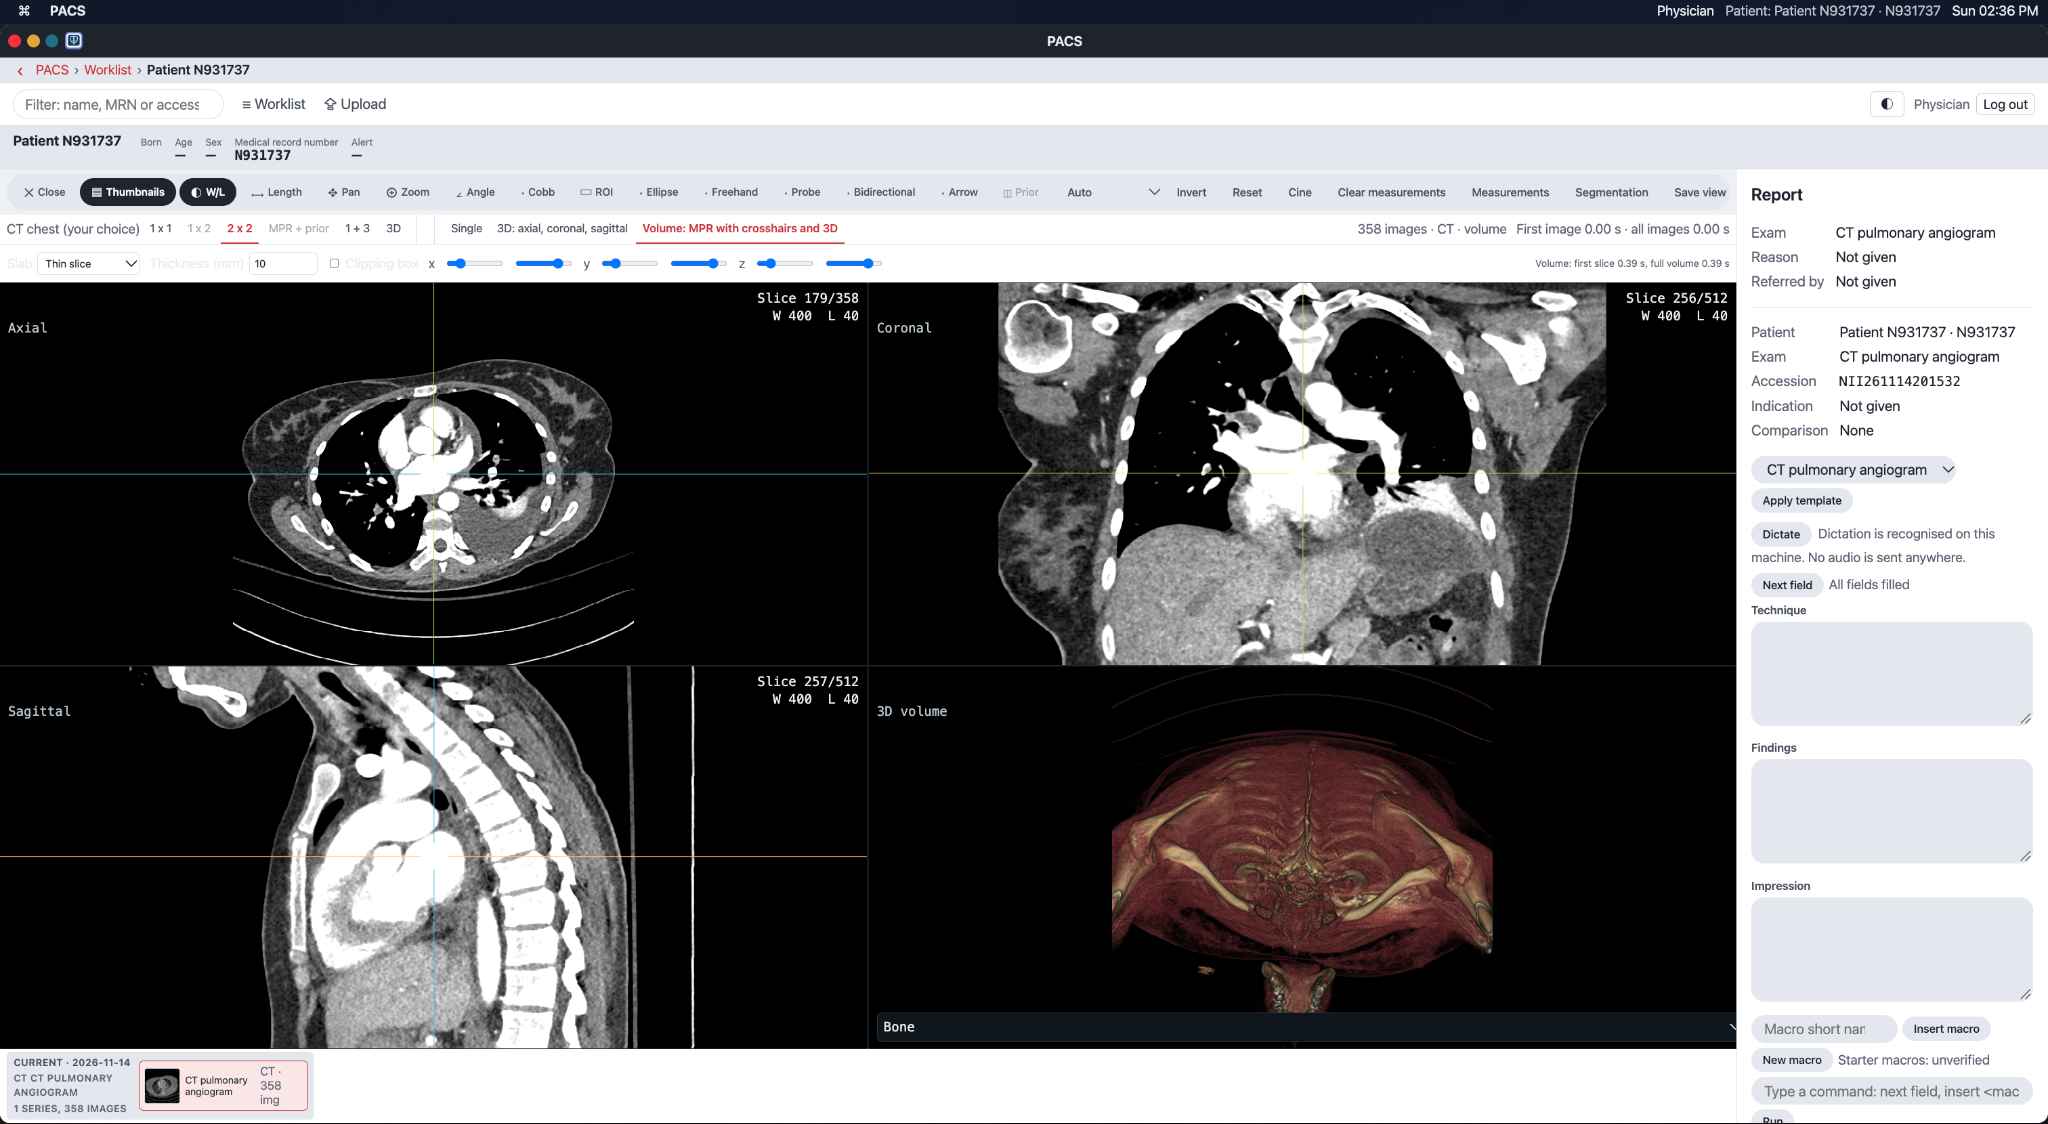 ⌘ PACS Physician Patient: Patient N931737 · N931737 Sun 02:36 PM
PACS
‹ PACS › Worklist › Patient N931737
Filter: name, MRN or access ≡ Worklist Upload Physician Log out
Patient N931737 Born Age Sex Medical record number Alert
— — N931737 —
Close Thumbnails W/L Length Pan Zoom Angle · Cobb ROI · Ellipse · Freehand · Probe · Bidirectional · Arrow Prior Auto Invert Reset Cine Clear measurements Measurements Segmentation Save view
CT chest (your choice) 1 x 1 1 x 2 2 x 2 MPR + prior 1 + 3 3D Single 3D: axial, coronal, sagittal Volume: MPR with crosshairs and 3D 358 images · CT · volume First image 0.00 s · all images 0.00 s
Slab Thin slice Thickness (mm) 10 Clipping box x y z Volume: first slice 0.39 s, full volume 0.39 s
Slice 179/358
W 400 L 40
Axial
Slice 256/512
W 400 L 40
Coronal
Slice 257/512
W 400 L 40
Sagittal
3D volume
Bone
CURRENT · 2026-11-14
CT CT PULMONARY
ANGIOGRAM
1 SERIES, 358 IMAGES
CT pulmonary
angiogram
CT ·
358
img
Report
Exam CT pulmonary angiogram
Reason Not given
Referred by Not given
Patient Patient N931737 · N931737
Exam CT pulmonary angiogram
Accession NII261114201532
Indication Not given
Comparison None
CT pulmonary angiogram
Apply template
Dictate Dictation is recognised on this
machine. No audio is sent anywhere.
Next field All fields filled
Technique
Findings
Impression
Macro short nar Insert macro
New macro Starter macros: unverified
Type a command: next field, insert <mac
Run